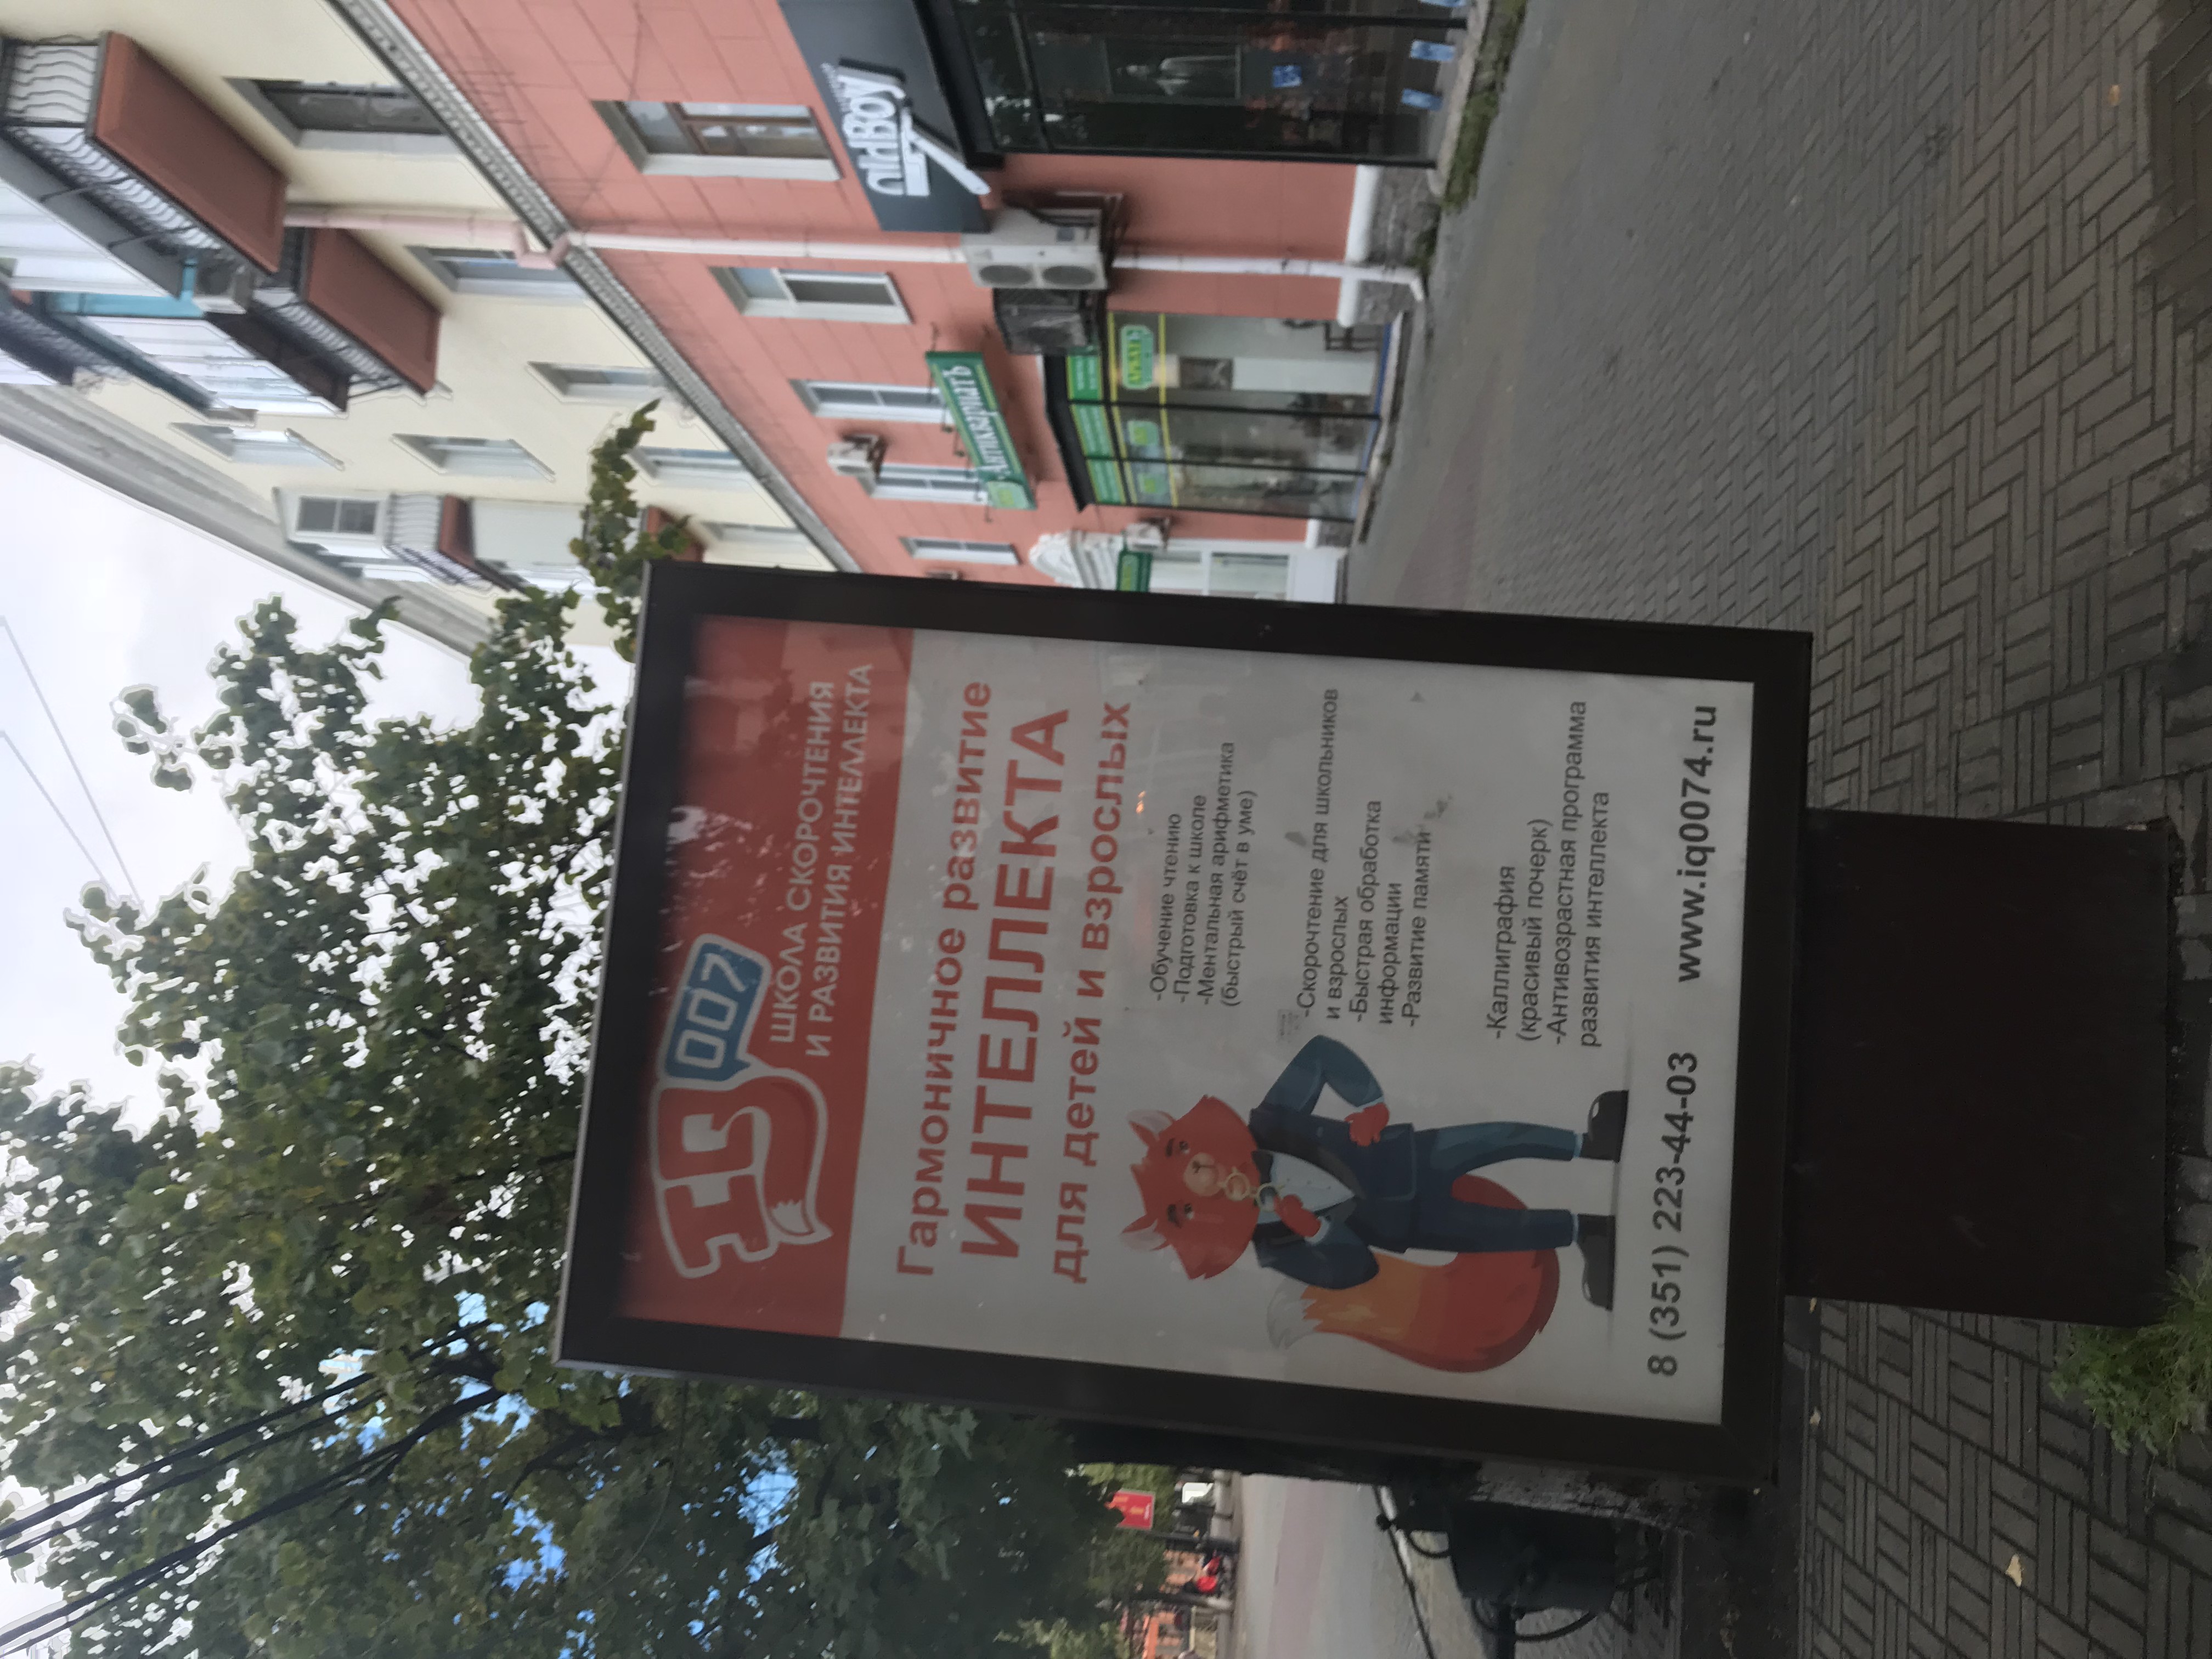 IQ 007
ШКОЛА СКОРОЧТЕНИЯ
И РАЗВИТИЯ ИНТЕЛЛЕКТА
Гармоничное развитие
ИНТЕЛЛЕКТА
для детей и взрослых
-Обучение чтению
-Подготовка к школе
-Ментальная арифметика
(быстрый счёт в уме)
-Скорочтение для школьников
и взрослых
-Быстрая обработка
информации
-Развитие памяти
-Каллиграфия
(красивый почерк)
-Антивозрастная программа
развития интеллекта
8 (351) 223-44-03
www.iq0074.ru
АнтиквариатЪ
OldBoy